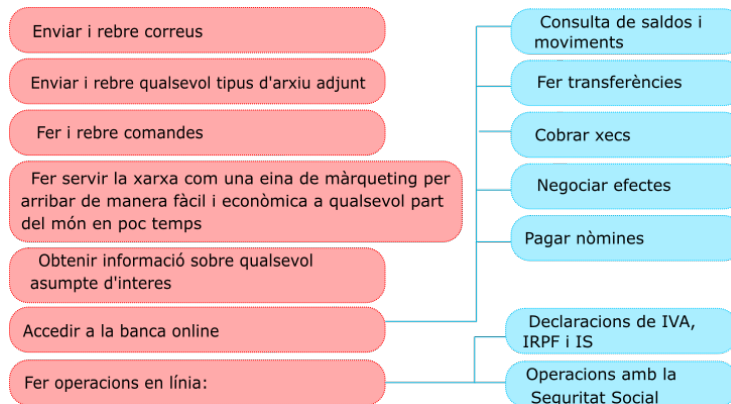 Enviar i rebre correus
Enviar i rebre qualsevol tipus d'arxiu adjunt
Fer i rebre comandes
Fer servir la xarxa com una eina de màrqueting per
arribar de manera fàcil i econòmica a qualsevol part
del món en poc temps
Obtenir informació sobre qualsevol
asumpte d'interes
Accedir a la banca online
Fer operacions en línia:
Consulta de saldos i
moviments
Fer transferències
Cobrar xecs
Negociar efectes
Pagar nòmines
Declaracions de IVA,
IRPF i IS
Operacions amb la
Seguritat Social